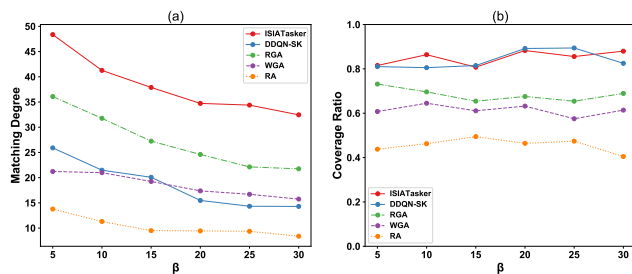 (a)
50
45
40
35
30
25
20
15
10
Matching Degree
5 10 15 20 25 30
β
ISIATasker
DDQN-SK
RGA
WGA
RA
(b)
1.0
0.8
0.6
0.4
0.2
0.0
Coverage Ratio
ISIATasker
DDQN-SK
RGA
WGA
RA
5 10 15 20 25 30
β